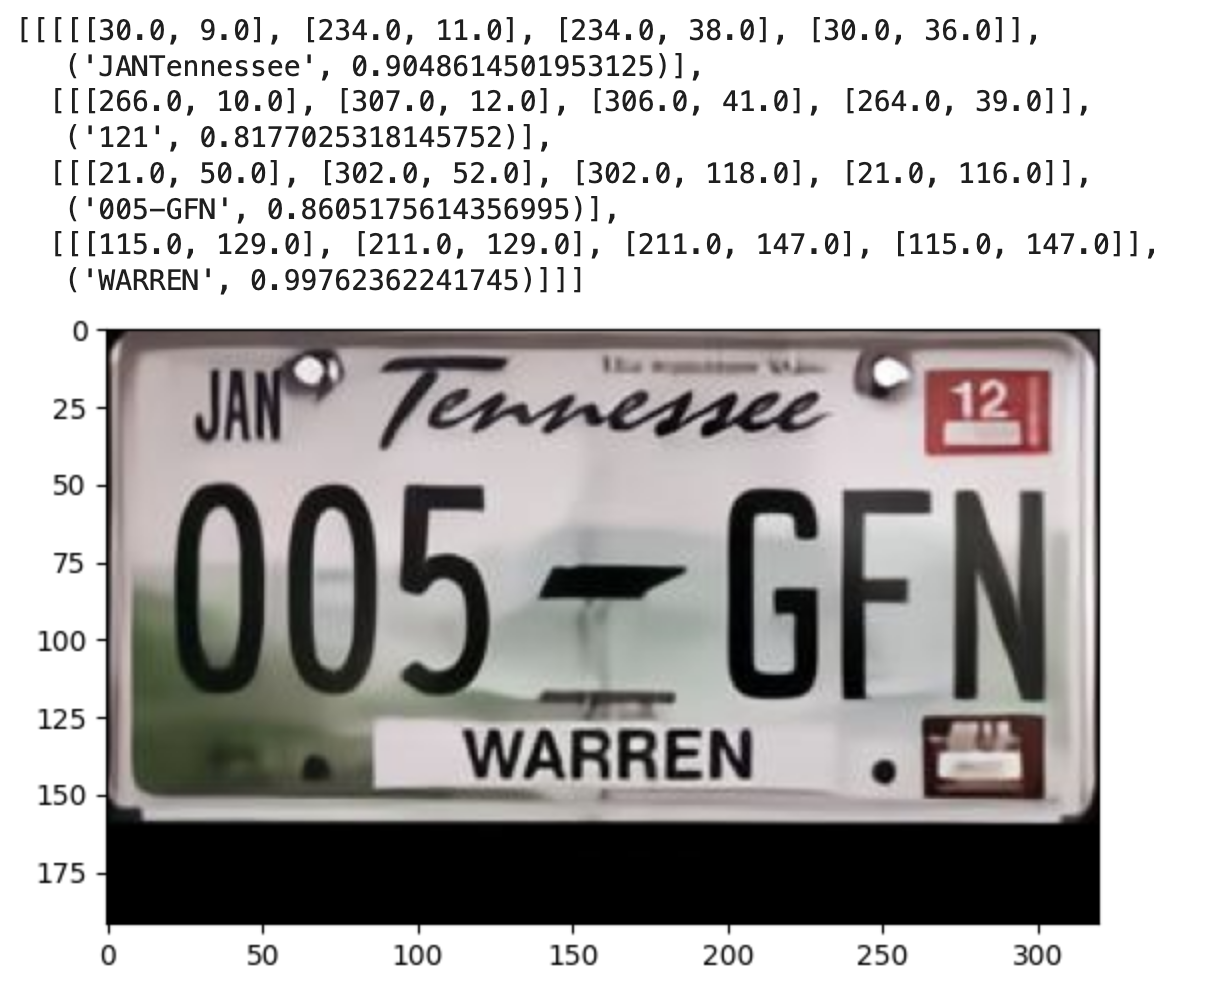 [[[[[30.0, 9.0], [234.0, 11.0], [234.0, 38.0], [30.0, 36.0]],
('JANTennessee', 0.9048614501953125)],
[[[266.0, 10.0], [307.0, 12.0], [306.0, 41.0], [264.0, 39.0]],
('121', 0.8177025318145752)],
[[[21.0, 50.0], [302.0, 52.0], [302.0, 118.0], [21.0, 116.0]],
('005-GFN', 0.8605175614356995)],
[[[115.0, 129.0], [211.0, 129.0], [211.0, 147.0], [115.0, 147.0]],
('WARREN', 0.99762362241745)]]]
0
25
50
75
100
125
150
175
JAN Tennessee 12
005 GFN
WARREN
0 50 100 150 200 250 300